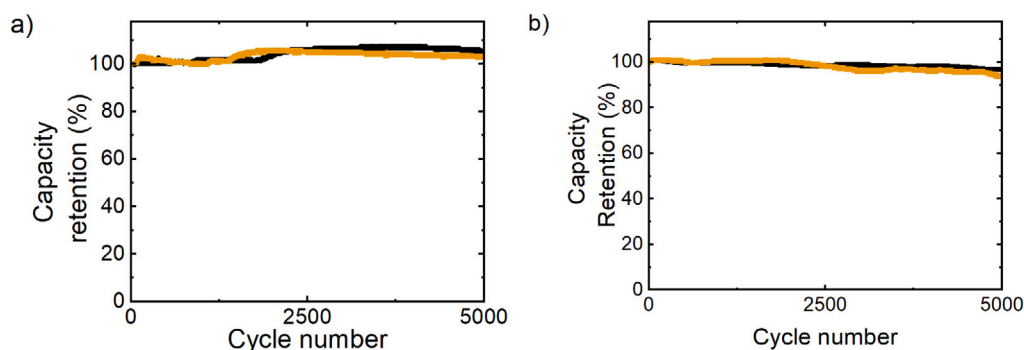 a)
Capacity
retention (%)
100
80
60
40
20
0
0 2500 5000
Cycle number
b)
Capacity
Retention (%)
100
80
60
40
20
0
0 2500 5000
Cycle number